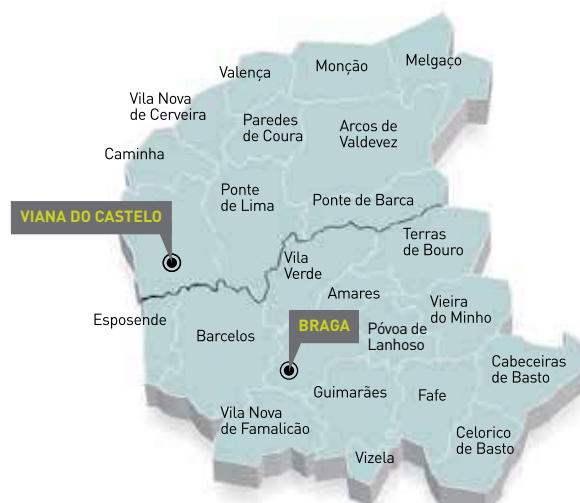 Melgaço
Monção
Valença
Vila Nova
de Cerveira
Paredes
de Coura
Arcos de
Valdevez
Caminha
Ponte
de Lima
Ponte de Barca
VIANA DO CASTELO
Terras
de Bouro
Vila
Verde
Amares
Vieira
do Minho
Esposende
Barcelos
BRAGA
Póvoa de
Lanhoso
Cabeceiras
de Basto
Guimarães
Fafe
Vila Nova
de Famalicão
Celorico
de Basto
Vizela